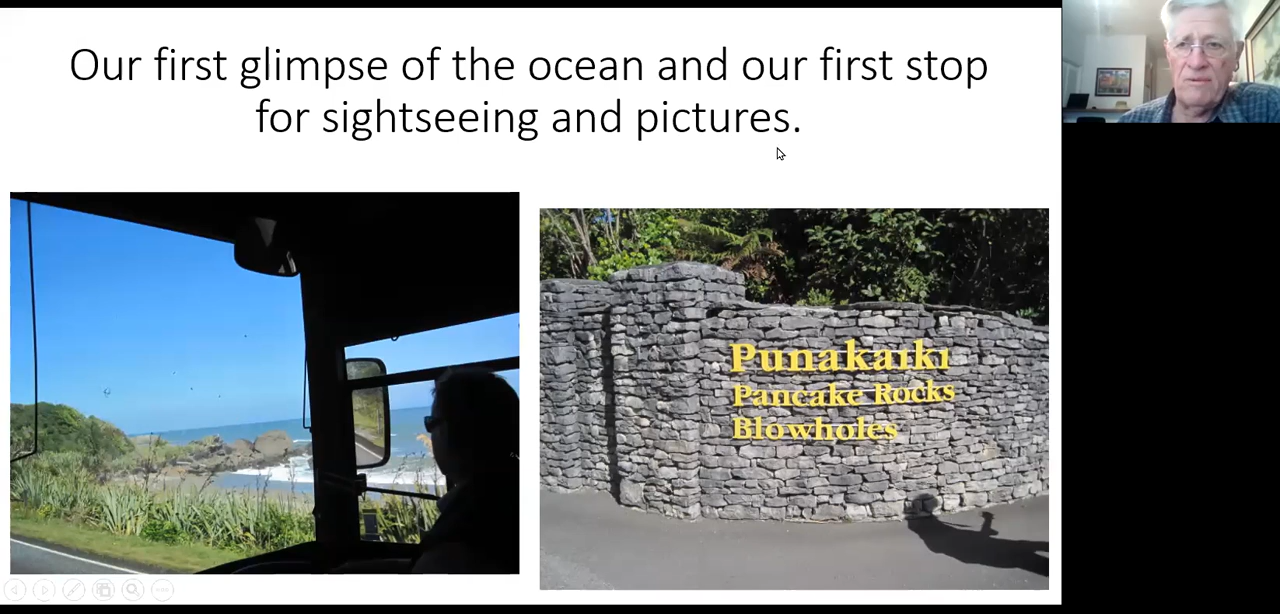 Our first glimpse of the ocean and our first stop
for sightseeing and pictures.
Punakaiki
Pancake Rocks
Blowholes